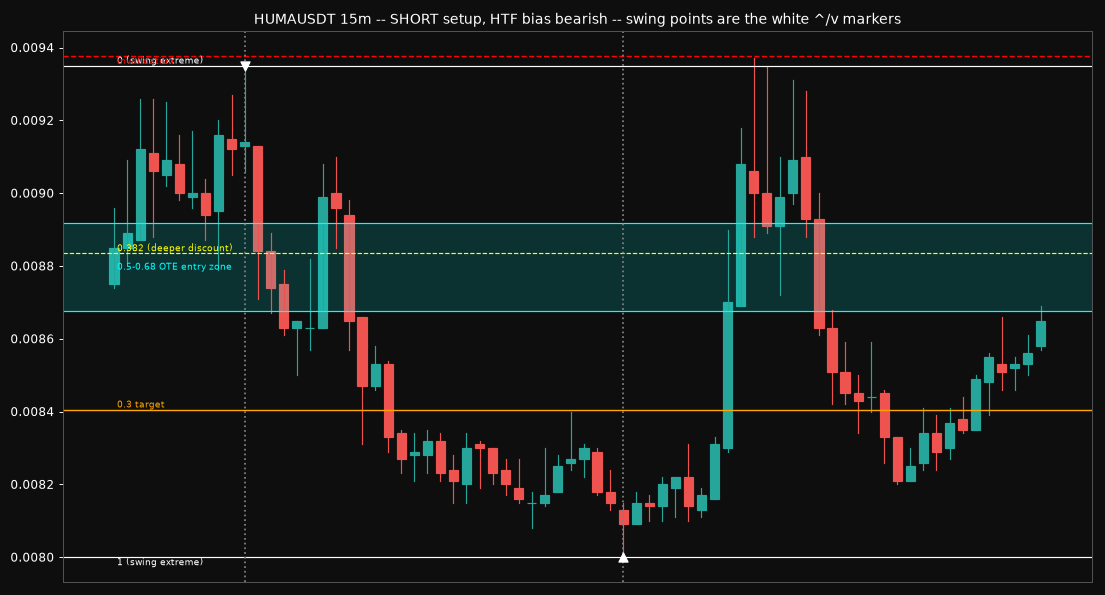 HUMAUSDT 15m -- SHORT setup, HTF bias bearish -- swing points are the white ^/v markers
0.0094
0 (swing extreme)
0.0092
0.0090
0.382 (deeper discount)
0.0088
0.5-0.68 OTE entry zone
0.0086
0.3 target
0.0084
0.0082
0.0080
1 (swing extreme)